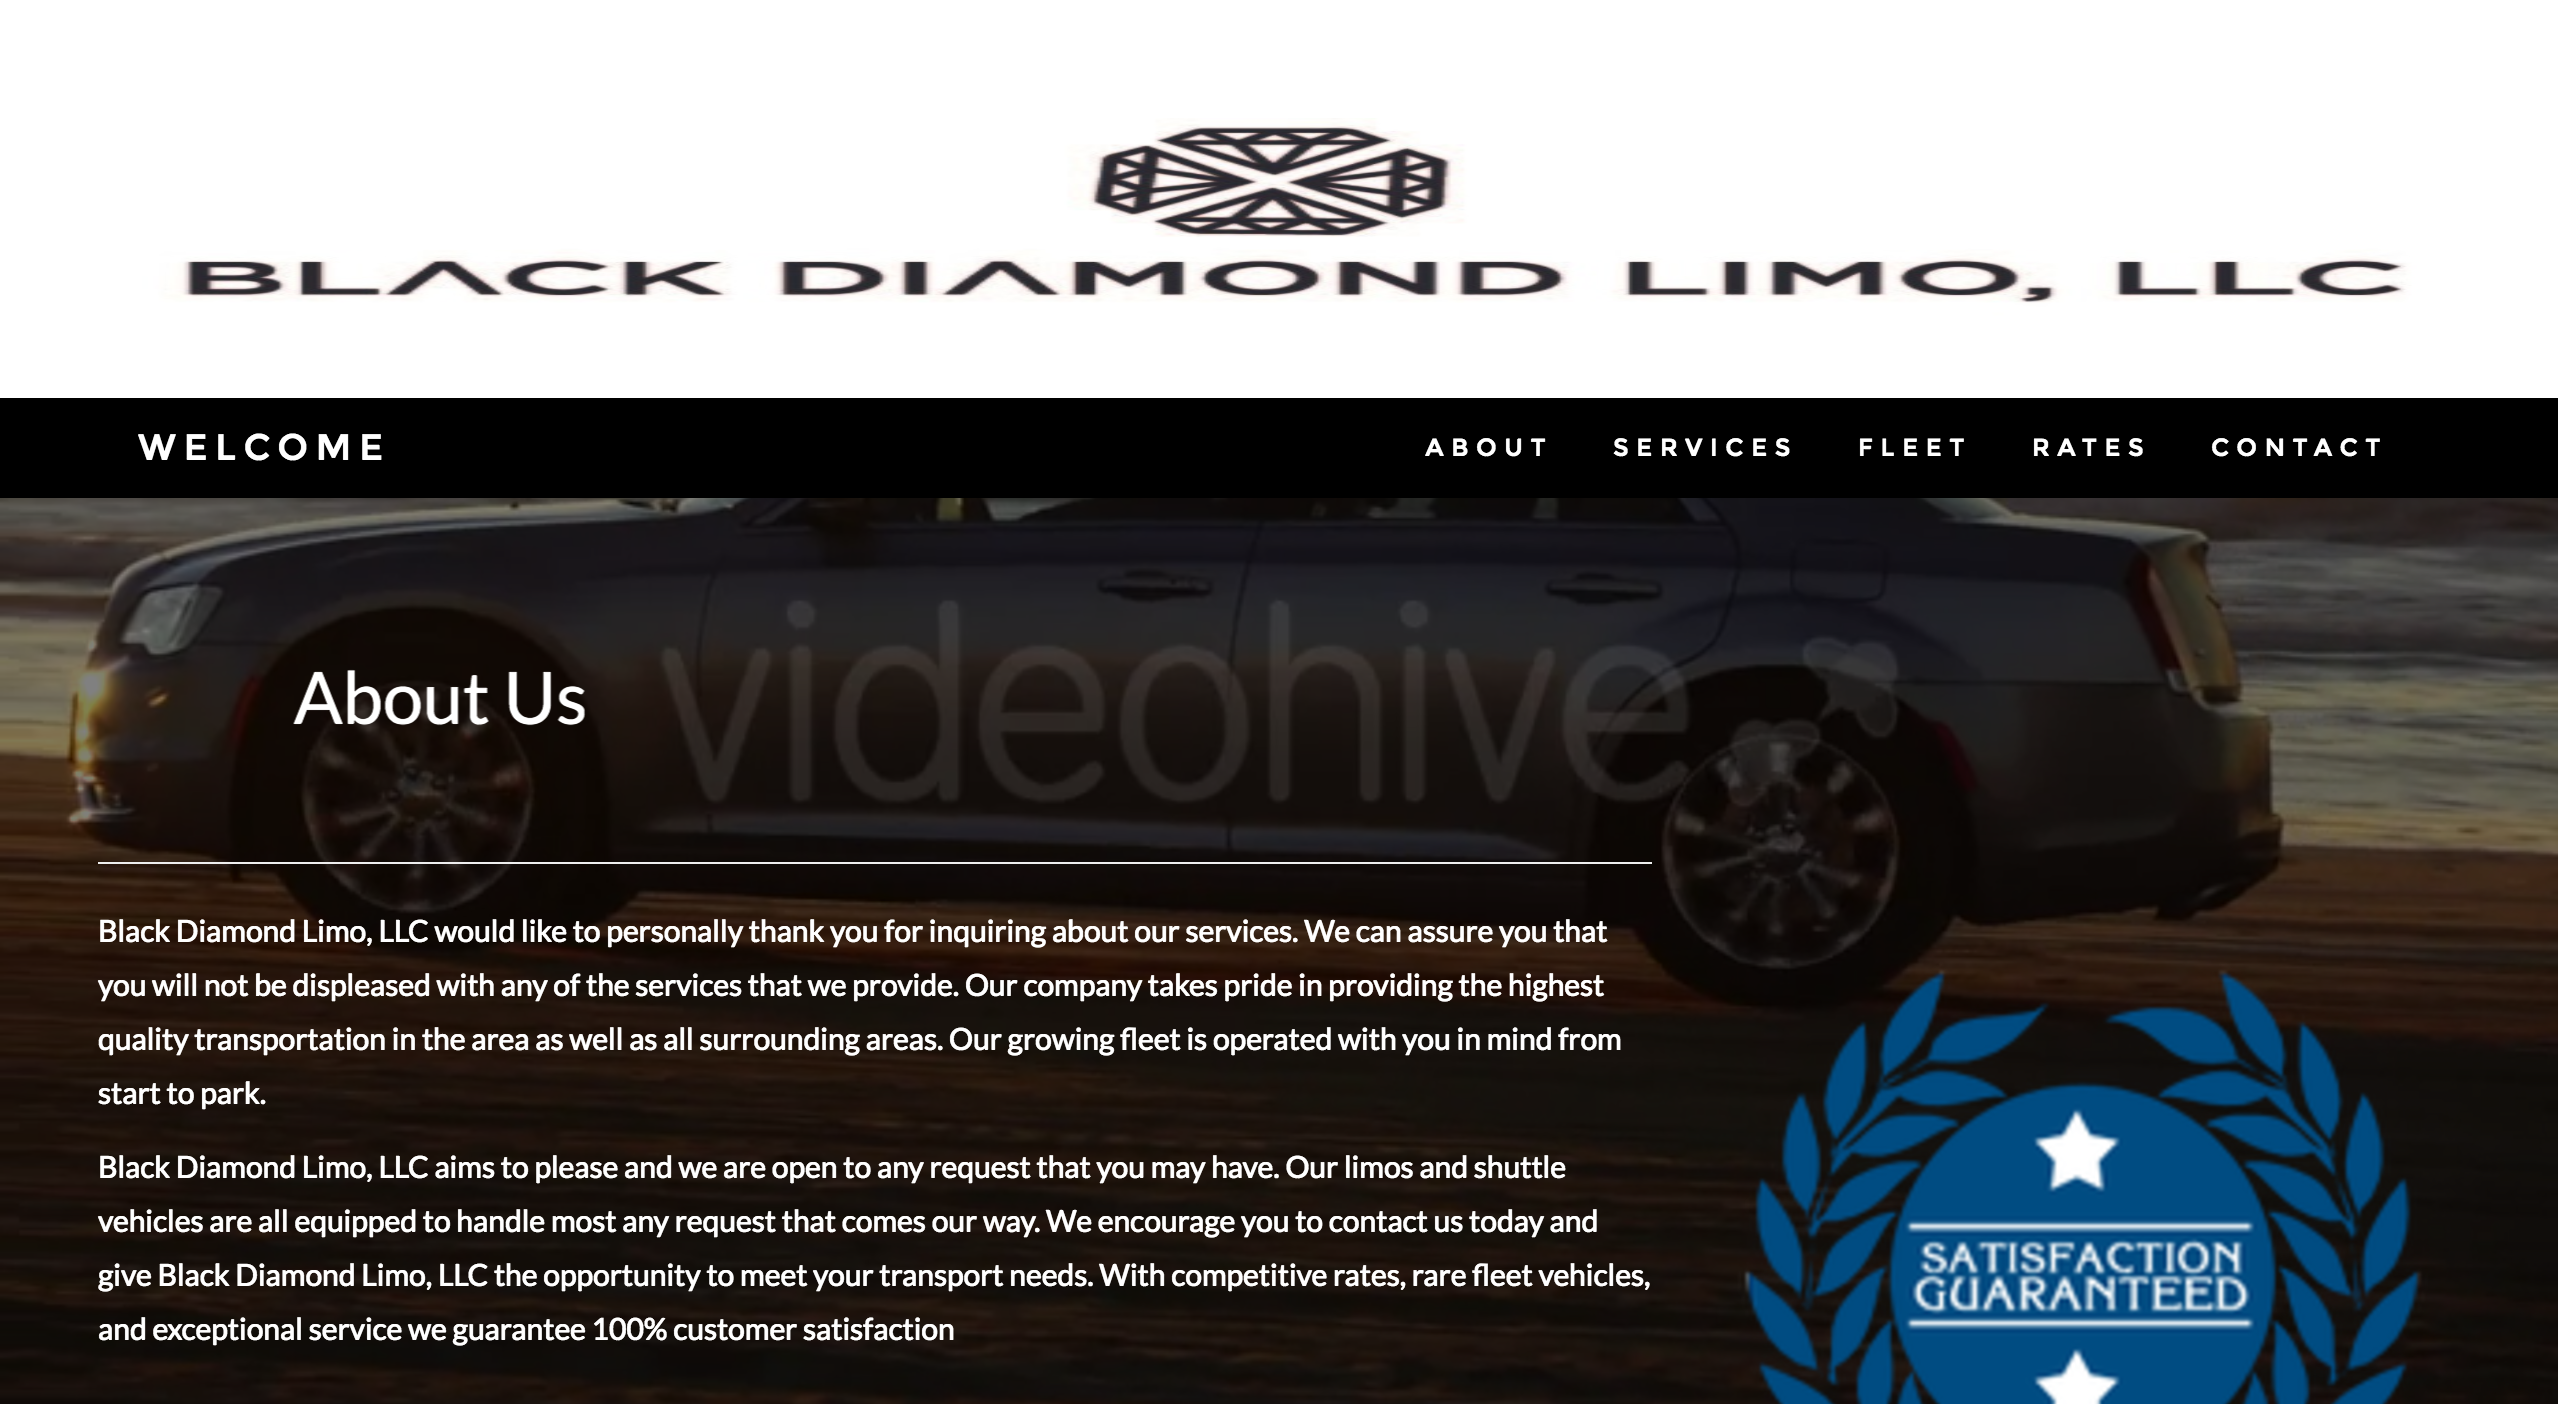 BLACK DIAMOND LIMO, LLC
WELCOME
ABOUT SERVICES FLEET RATES CONTACT
videohive
About Us
Black Diamond Limo, LLC would like to personally thank you for inquiring about our services. We can assure you that
you will not be displeased with any of the services that we provide. Our company takes pride in providing the highest
quality transportation in the area as well as all surrounding areas. Our growing fleet is operated with you in mind from
start to park.
Black Diamond Limo, LLC aims to please and we are open to any request that you may have. Our limos and shuttle
vehicles are all equipped to handle most any request that comes our way. We encourage you to contact us today and
give Black Diamond Limo, LLC the opportunity to meet your transport needs. With competitive rates, rare fleet vehicles,
and exceptional service we guarantee 100% customer satisfaction
SATISFACTION
GUARANTEED